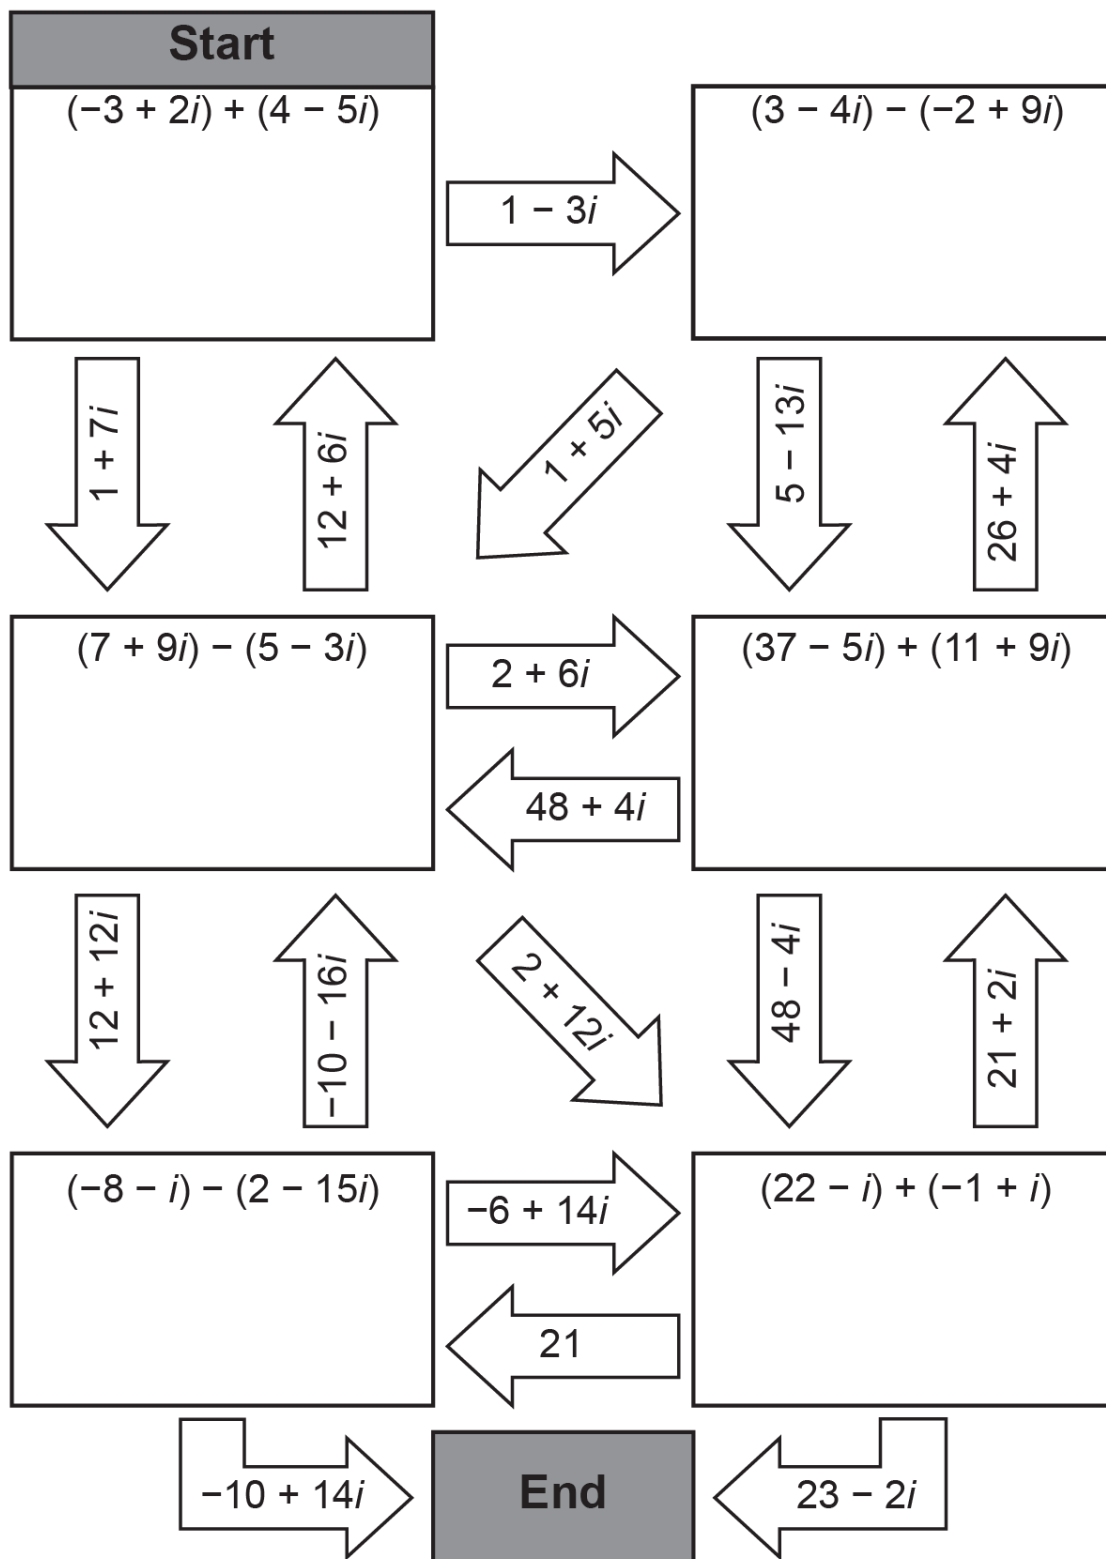 Start
(−3 + 2i) + (4 − 5i)
(3 − 4i) − (−2 + 9i)
1 − 3i
1 + 7i
12 + 6i
1 + 5i
5 − 13i
26 + 4i
(7 + 9i) − (5 − 3i)
(37 − 5i) + (11 + 9i)
2 + 6i
48 + 4i
12 + 12i
−10 − 16i
2 + 12i
48 − 4i
21 + 2i
(−8 − i) − (2 − 15i)
(22 − i) + (−1 + i)
−6 + 14i
21
−10 + 14i
End
23 − 2i